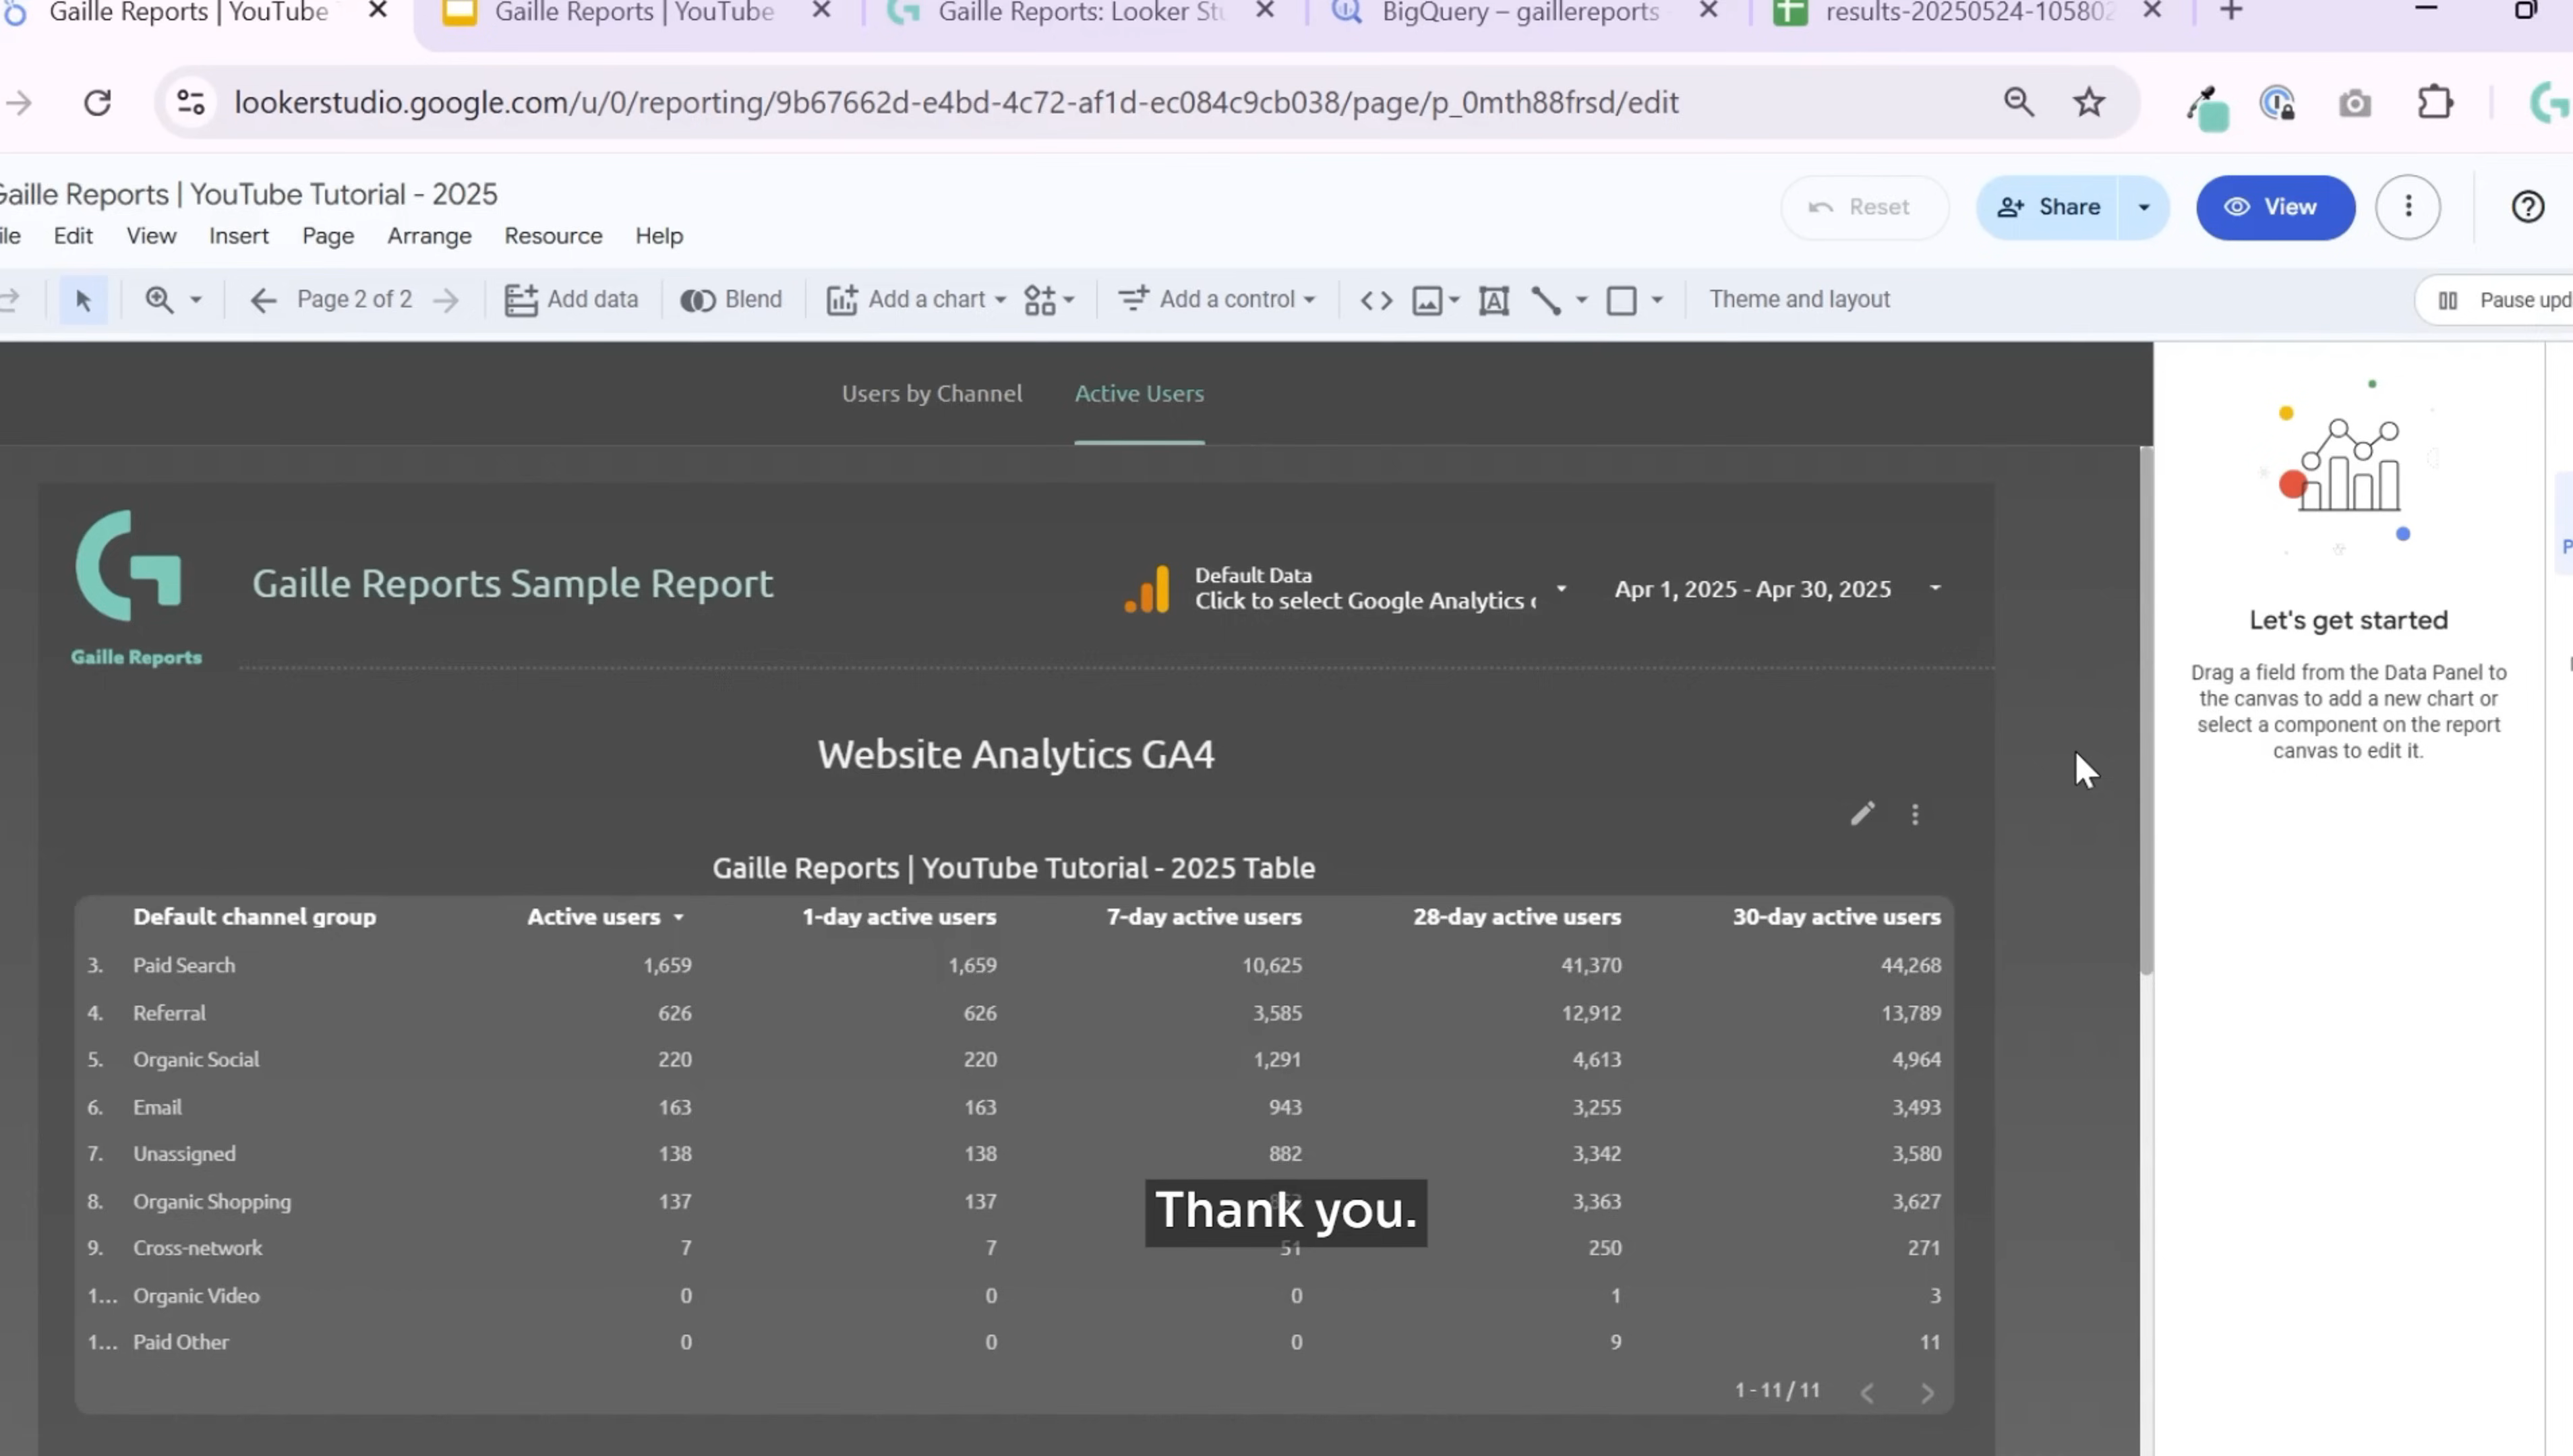 Gaille Reports | YouTube
Gaille Reports | YouTube
Gaille Reports: Looker Stu
BigQuery – gaillereports
results-20250524-105802
lookerstudio.google.com/u/0/reporting/9b67662d-e4bd-4c72-af1d-ec084c9cb038/page/p_0mth88frsd/edit
Gaille Reports | YouTube Tutorial - 2025
Reset
Share
View
ile Edit View Insert Page Arrange Resource Help
Page 2 of 2
Add data
Blend
Add a chart
Add a control
Theme and layout
Pause upd
Users by Channel
Active Users
Gaille Reports
Gaille Reports Sample Report
Default Data
Click to select Google Analytics
Apr 1, 2025 - Apr 30, 2025
Let's get started
Drag a field from the Data Panel to
the canvas to add a new chart or
select a component on the report
canvas to edit it.
Website Analytics GA4
Gaille Reports | YouTube Tutorial - 2025 Table
Default channel group Active users 1-day active users 7-day active users 28-day active users 30-day active users
3. Paid Search 1,659 1,659 10,625 41,370 44,268
4. Referral 626 626 3,585 12,912 13,789
5. Organic Social 220 220 1,291 4,613 4,964
6. Email 163 163 943 3,255 3,493
7. Unassigned 138 138 882 3,342 3,580
8. Organic Shopping 137 137 3,363 3,627
Thank you.
9. Cross-network 7 7 51 250 271
1... Organic Video 0 0 0 1 3
1... Paid Other 0 0 0 9 11
1 - 11 / 11